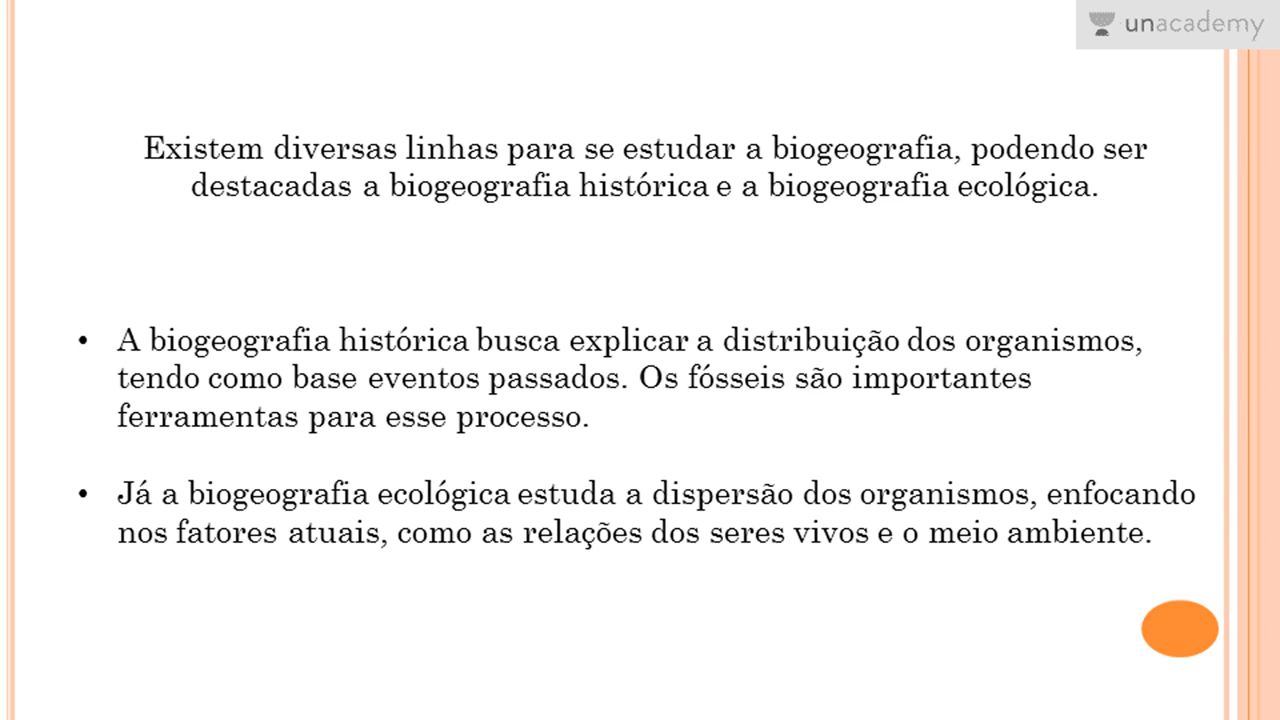 unacademy
Existem diversas linhas para se estudar a biogeografia, podendo ser
destacadas a biogeografia histórica e a biogeografia ecológica.
• A biogeografia histórica busca explicar a distribuição dos organismos,
tendo como base eventos passados. Os fósseis são importantes
ferramentas para esse processo.
• Já a biogeografia ecológica estuda a dispersão dos organismos, enfocando
nos fatores atuais, como as relações dos seres vivos e o meio ambiente.